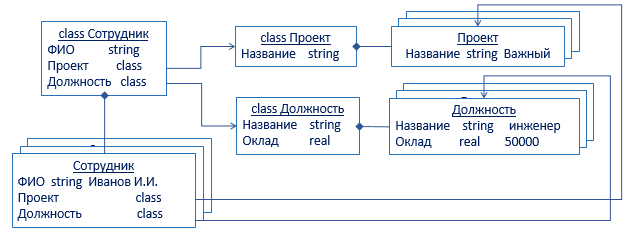 class Сотрудник
ФИО string
Проект class
Должность class
class Проект
Название string
Проект
Название string Важный
class Должность
Название string
Оклад real
Должность
Название string инженер
Оклад real 50000
Сотрудник
ФИО string Иванов И.И.
Проект class
Должность class